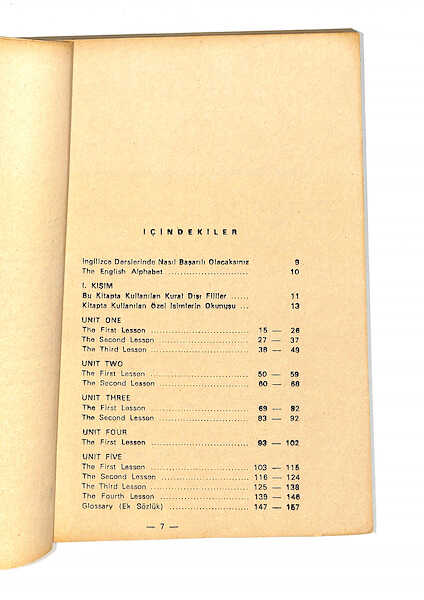 İÇİNDEKİLER
İngilizce Derslerinde Nasıl Başarılı Olacaksınız 9
The English Alphabet ........................ 10
I. KISIM
Bu Kitapta Kullanılan Kural Dışı Fiiller ...... 11
Kitapta Kullanılan Özel İsimlerin Okunuşu ... 13
UNIT ONE
The First Lesson ............................. 15 — 26
The Second Lesson ........................... 27 — 37
The Third Lesson ............................. 38 — 49
UNIT TWO
The First Lesson ............................. 50 — 59
The Second Lesson ........................... 60 — 68
UNIT THREE
The First Lesson ............................. 69 — 82
The Second Lesson ........................... 83 — 92
UNIT FOUR
The First Lesson ............................. 93 — 102
UNIT FIVE
The First Lesson ............................. 103 — 115
The Second Lesson ........................... 116 — 124
The Third Lesson ............................. 125 — 138
The Fourth Lesson ........................... 139 — 146
Glossary (Ek Sözlük) ......................... 147 — 157
— 7 —